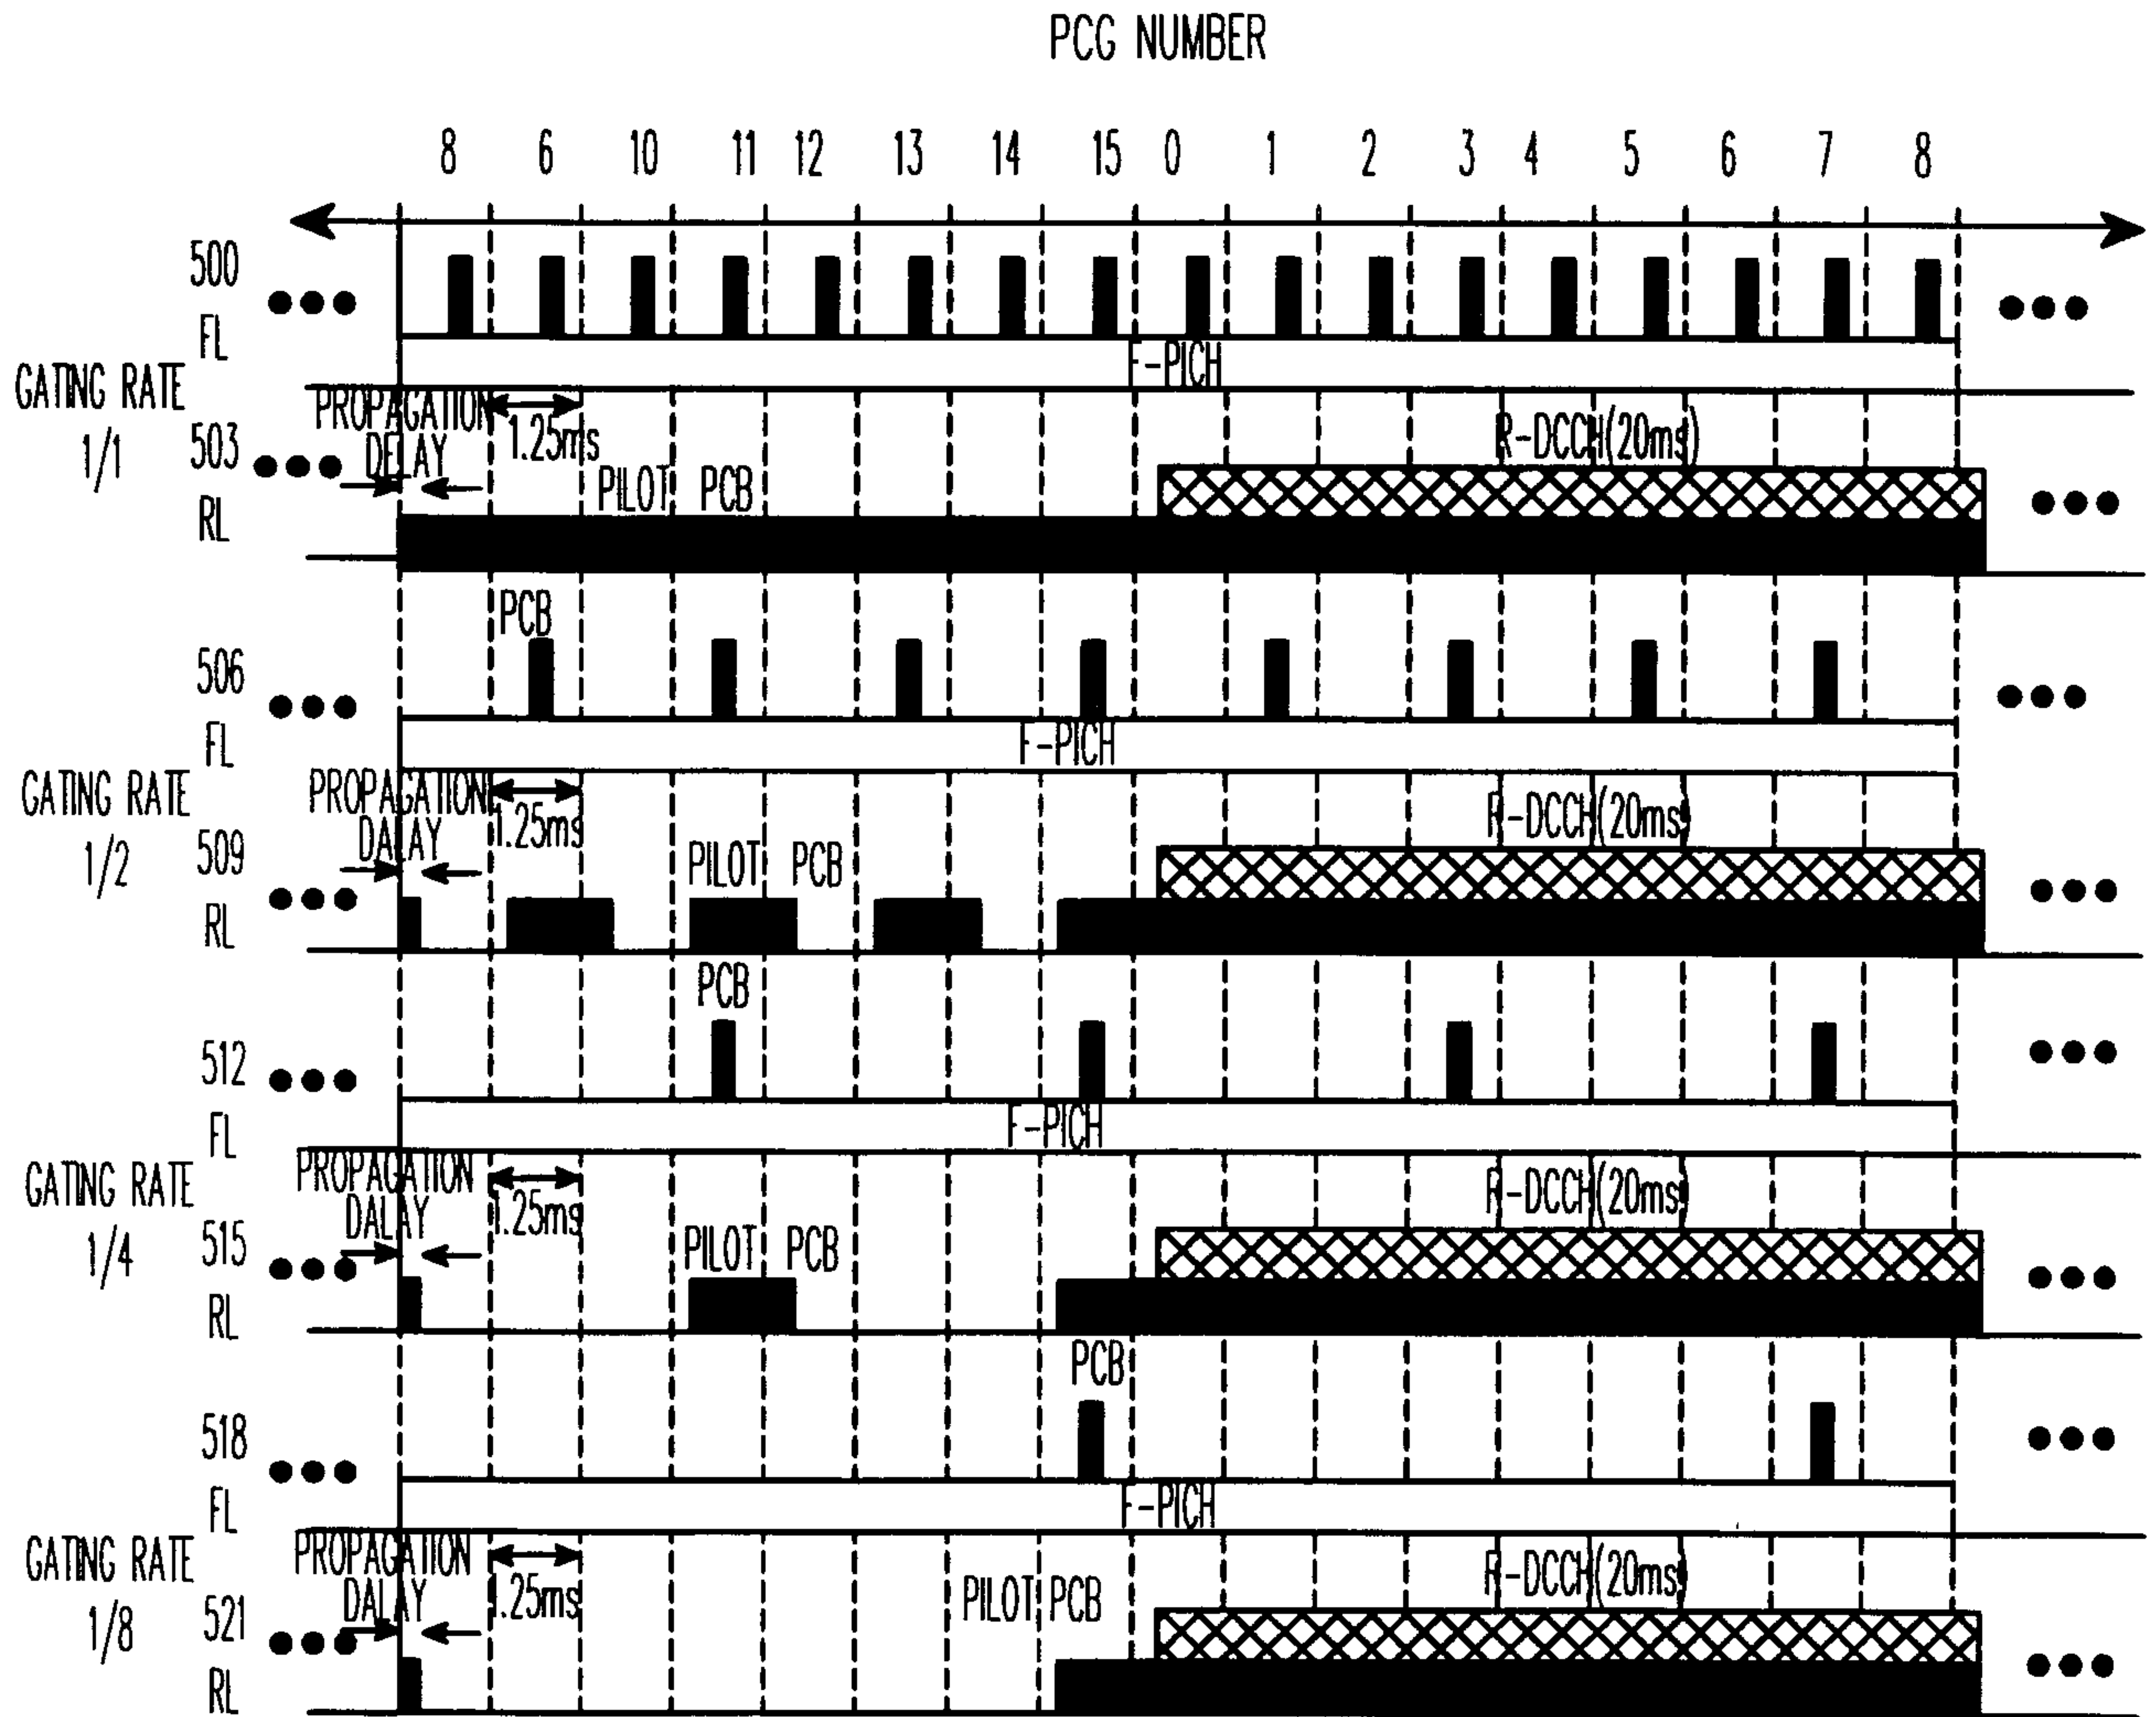 PCG NUMBER
8 6 10 11 12 13 14 15 0 1 2 3 4 5 6 7 8
500
FL
F-PICH
GATING RATE
1/1
PROPAGATION
DELAY
1.25ms
503
RL
PILOT PCB
R-DCCH(20ms)
PCB
506
FL
F-PICH
GATING RATE
1/2
PROPAGATION
DALAY
1.25ms
509
RL
PILOT PCB
R-DCCH(20ms)
PCB
512
FL
F-PICH
GATING RATE
1/4
PROPAGATION
DALAY
1.25ms
515
RL
PILOT PCB
R-DCCH(20ms)
PCB
518
FL
F-PICH
GATING RATE
1/8
PROPAGATION
DALAY
1.25ms
521
RL
PILOT PCB
R-DCCH(20ms)